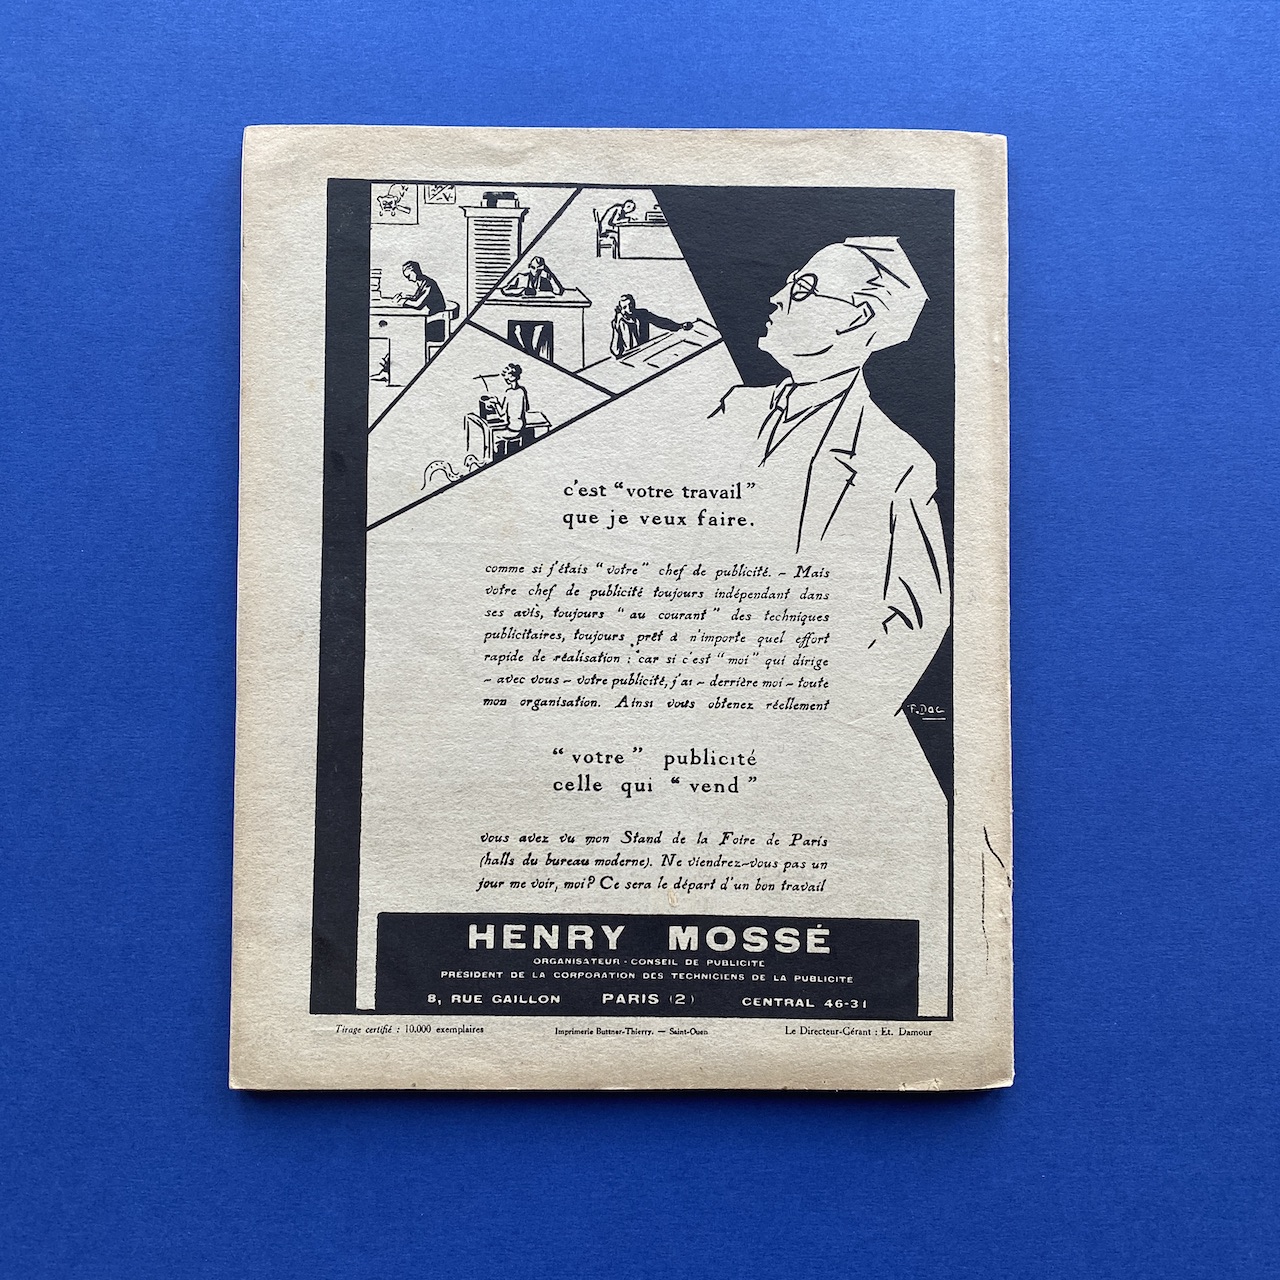 c'est "votre travail"
que je veux faire.
comme si j'étais "votre" chef de publicité. - Mais
votre chef de publicité toujours indépendant dans
ses avis, toujours "au courant" des techniques
publicitaires, toujours prêt à n'importe quel effort
rapide de réalisation : car si c'est "moi" qui dirige
- avec vous - votre publicité, j'ai - derrière moi - toute
mon organisation. Ainsi vous obtenez réellement
F. Dac
"votre" publicité
celle qui "vend"
vous avez vu mon Stand de la Foire de Paris
(halls du bureau moderne). Ne viendrez-vous pas un
jour me voir, moi? Ce sera le départ d'un bon travail
HENRY MOSSÉ
ORGANISATEUR - CONSEIL DE PUBLICITE
PRÉSIDENT DE LA CORPORATION DES TECHNICIENS DE LA PUBLICITE
8, RUE GAILLON PARIS (2) CENTRAL 46-31
Tirage certifié : 10.000 exemplaires Imprimerie Buttner-Thierry. — Saint-Ouen Le Directeur-Gérant : Et. Damour